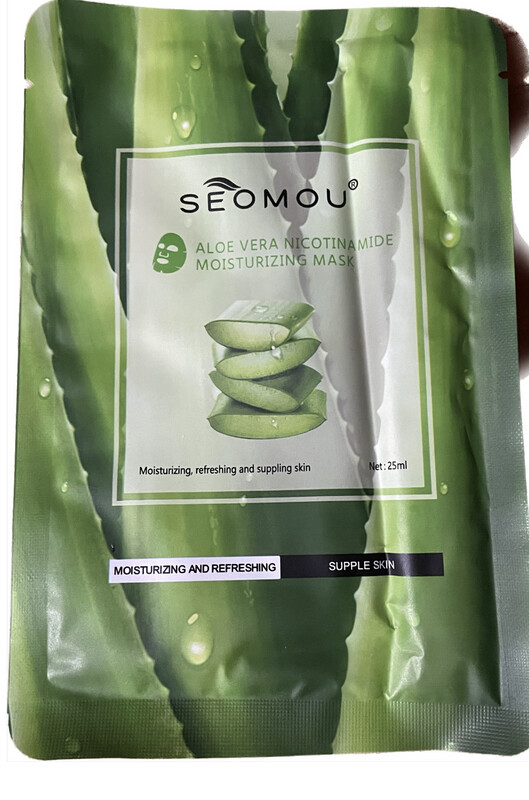 SEOMOU®
ALOE VERA NICOTINAMIDE
MOISTURIZING MASK
Moisturizing, refreshing and suppling skin Net: 25ml
MOISTURIZING AND REFRESHING SUPPLE SKIN